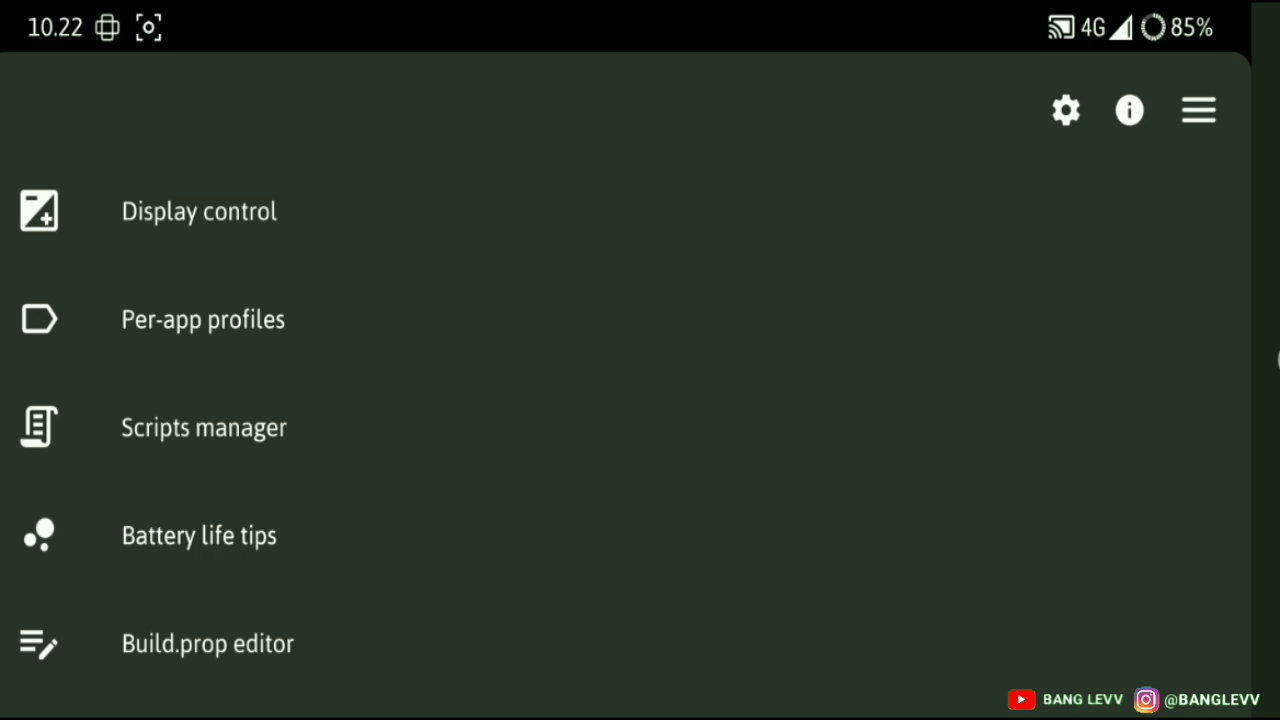 10.22 4G 85%
Display control
Per-app profiles
Scripts manager
Battery life tips
Build.prop editor
BANG LEVV @BANGLEVV